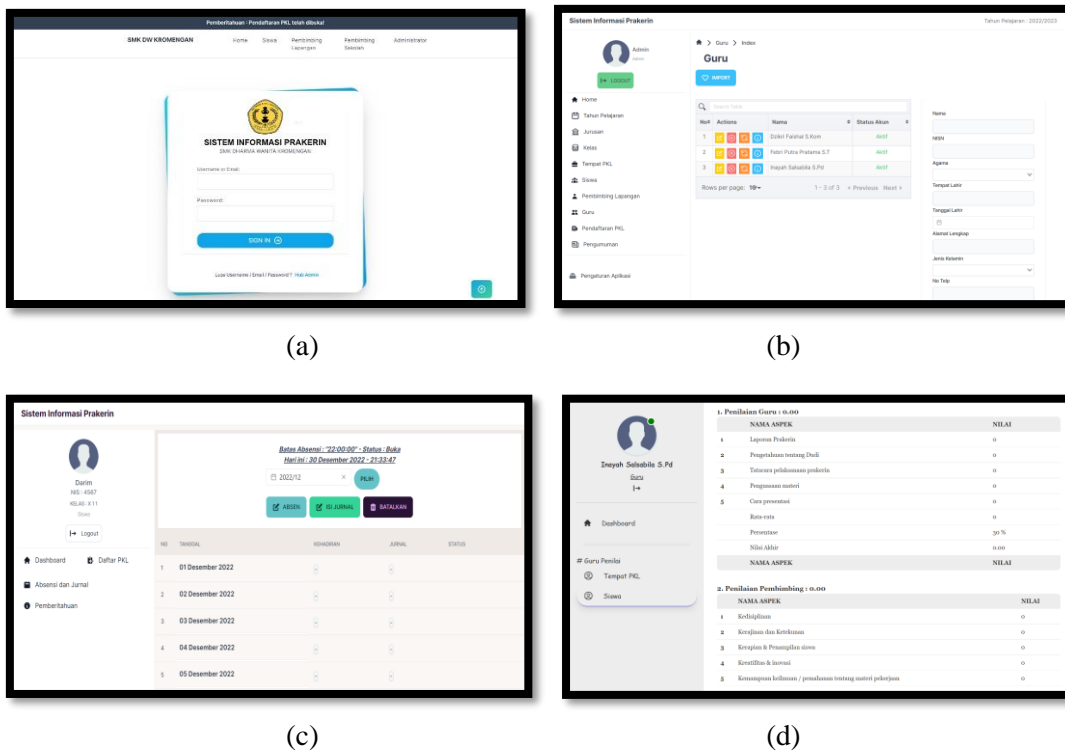 Pemberitahuan : Pendaftaran PKL telah dibuka!
SMK DW KROMENGAN
Home
Siswa
Pembimbing Lapangan
Pembimbing Sekolah
Administrator
SISTEM INFORMASI PRAKERIN
SMK DHARMA WANITA KROMENGAN
Username or Email:
Password:
SIGN IN
Lupa Username / Email / Password ? Hub Admin
(a)
Sistem Informasi Prakerin
Tahun Pelajaran : 2022/2023
Admin
Admin
LOGOUT
Home
Tahun Pelajaran
Jurusan
Kelas
Tempat PKL
Siswa
Pembimbing Lapangan
Guru
Pendaftaran PKL
Pengumuman
Pengaturan Aplikasi
> Guru > Index
Guru
IMPORT
Search Table
No Actions Nama Status Akun
1 Dzikri Faishal S.Kom Aktif
2 Febri Putra Pratama S.T Aktif
3 Inayah Salsabila S.Pd Aktif
Rows per page: 10
1 - 3 of 3 < Previous Next >
Nama
NISN
Agama
Tempat Lahir
Tanggal Lahir
Alamat Lengkap
Jenis Kelamin
No Telp
(b)
Sistem Informasi Prakerin
Darim
NIS : 4567
KELAS : X11
Siswa
Logout
Dashboard
Daftar PKL
Absensi dan Jurnal
Pemberitahuan
Batas Absensi : "22:00:00" - Status : Buka
Hari ini : 30 Desember 2022 - 21:33:47
2022/12 × PILIH
ABSEN
ISI JURNAL
BATALKAN
NO TANGGAL KEHADIRAN JURNAL STATUS
1 01 Desember 2022 - -
2 02 Desember 2022 - -
3 03 Desember 2022 - -
4 04 Desember 2022 - -
5 05 Desember 2022 - -
(c)
Inayah Salsabila S.Pd
Guru
Dashboard
# Guru Penilai
Tempat PKL
Siswa
1. Penilaian Guru : 0.00
NAMA ASPEK NILAI
1 Laporan Prakerin 0
2 Pengetahuan tentang Dudi 0
3 Tatacara pelaksanaan prakerin 0
4 Penguasaan materi 0
5 Cara presentasi 0
Rata-rata 0
Persentase 30 %
Nilai Akhir 0.00
NAMA ASPEK NILAI
2. Penilaian Pembimbing : 0.00
NAMA ASPEK NILAI
1 Kedisiplinan 0
2 Kerajinan dan Ketekunan 0
3 Kerapian & Penampilan siswa 0
4 Kreatifitas & inovasi 0
5 Kemampuan keilmuan / pemahaman tentang materi pekerjaan 0
(d)